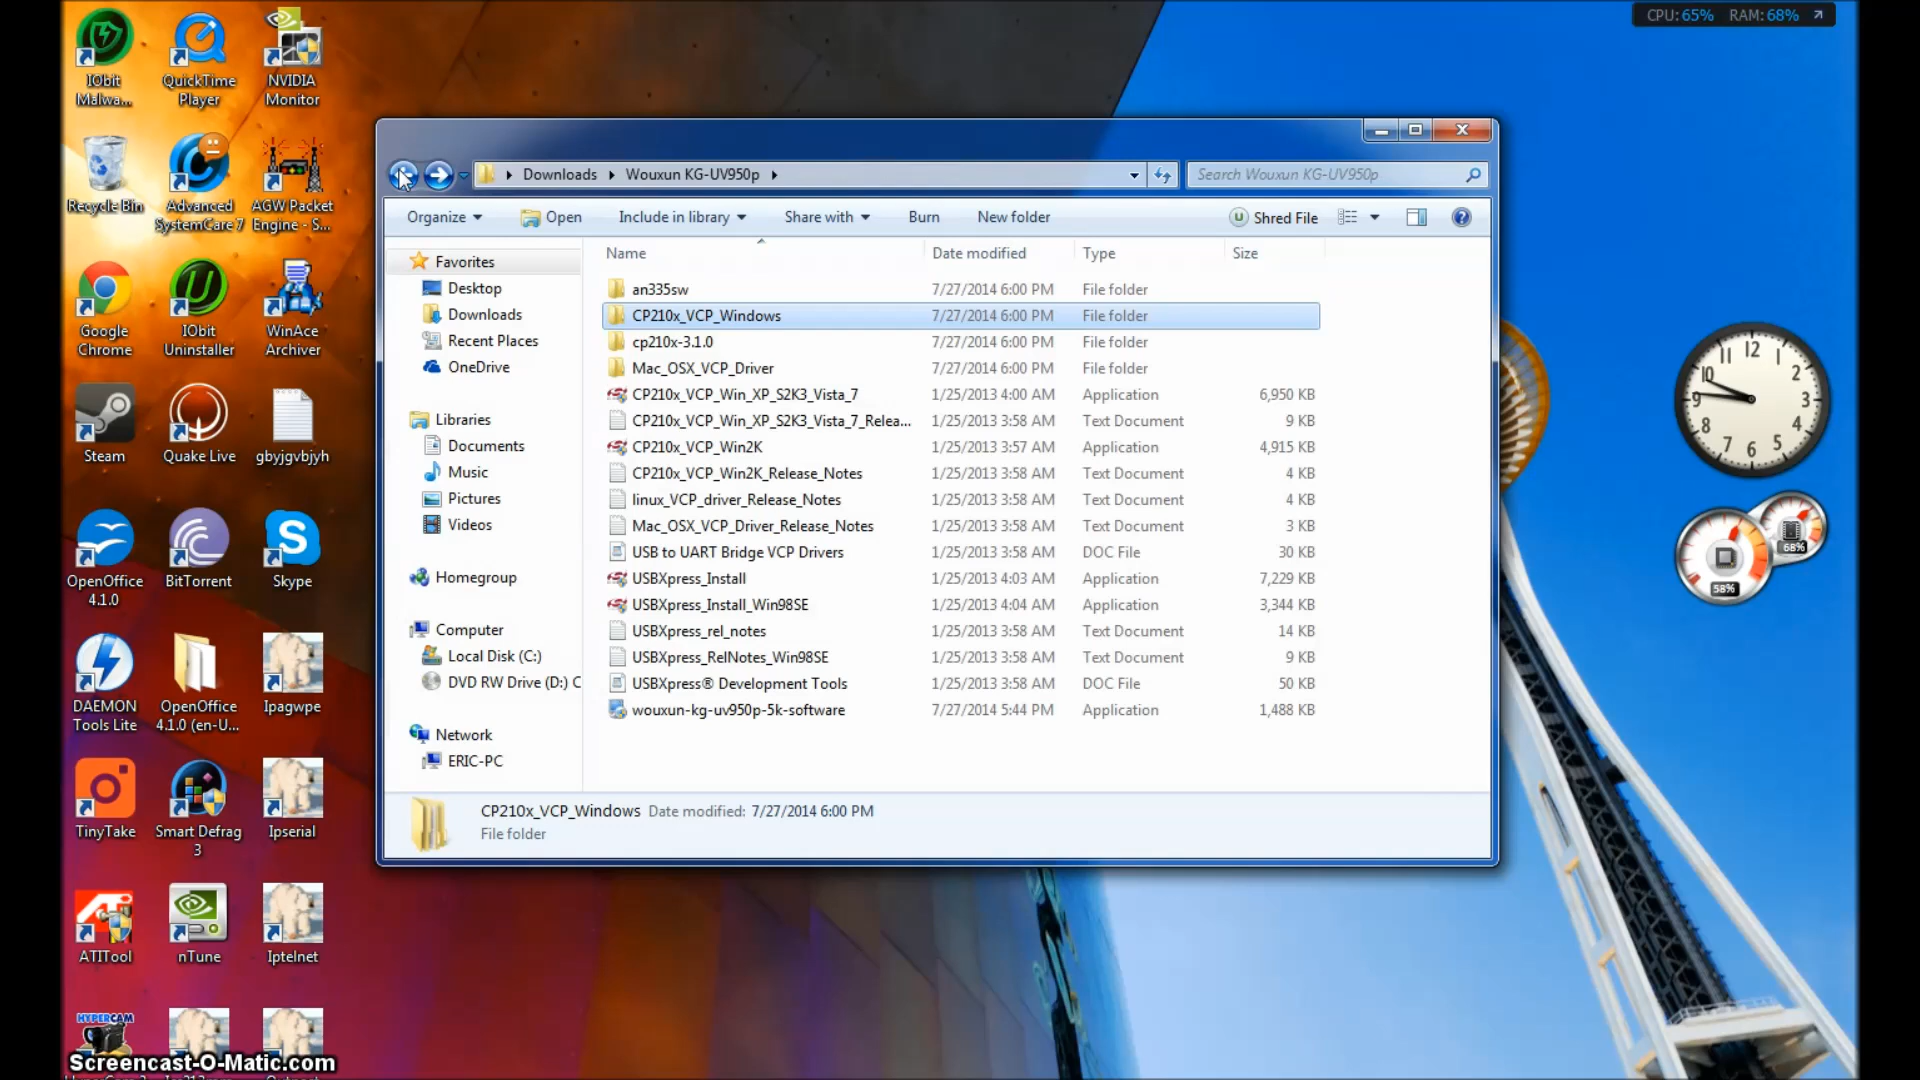 CPU: 65% RAM: 68%
IObit Malwa...
QuickTime Player
NVIDIA Monitor
Recycle Bin
Advanced SystemCare 7
AGW Packet Engine - S...
Google Chrome
IObit Uninstaller
WinAce Archiver
Steam
Quake Live
gbyjgvbjyh
OpenOffice 4.1.0
BitTorrent
Skype
DAEMON Tools Lite
OpenOffice 4.1.0 (en-U...
Ipagwpe
TinyTake
Smart Defrag 3
Ipserial
ATI
ATITool
nTune
Iptelnet
HYPERCAM
Screencast-O-Matic.com
Downloads Wouxun KG-UV950p
Search Wouxun KG-UV950p
Organize Open Include in library Share with Burn New folder Shred File
Favorites
Desktop
Downloads
Recent Places
OneDrive
Libraries
Documents
Music
Pictures
Videos
Homegroup
Computer
Local Disk (C:)
DVD RW Drive (D:) C
Network
ERIC-PC
Name Date modified Type Size
an335sw 7/27/2014 6:00 PM File folder
CP210x_VCP_Windows 7/27/2014 6:00 PM File folder
cp210x-3.1.0 7/27/2014 6:00 PM File folder
Mac_OSX_VCP_Driver 7/27/2014 6:00 PM File folder
CP210x_VCP_Win_XP_S2K3_Vista_7 1/25/2013 4:00 AM Application 6,950 KB
CP210x_VCP_Win_XP_S2K3_Vista_7_Relea... 1/25/2013 3:58 AM Text Document 9 KB
CP210x_VCP_Win2K 1/25/2013 3:57 AM Application 4,915 KB
CP210x_VCP_Win2K_Release_Notes 1/25/2013 3:58 AM Text Document 4 KB
linux_VCP_driver_Release_Notes 1/25/2013 3:58 AM Text Document 4 KB
Mac_OSX_VCP_Driver_Release_Notes 1/25/2013 3:58 AM Text Document 3 KB
USB to UART Bridge VCP Drivers 1/25/2013 3:58 AM DOC File 30 KB
USBXpress_Install 1/25/2013 4:03 AM Application 7,229 KB
USBXpress_Install_Win98SE 1/25/2013 4:04 AM Application 3,344 KB
USBXpress_rel_notes 1/25/2013 3:58 AM Text Document 14 KB
USBXpress_RelNotes_Win98SE 1/25/2013 3:58 AM Text Document 9 KB
USBXpress® Development Tools 1/25/2013 3:58 AM DOC File 50 KB
wouxun-kg-uv950p-5k-software 7/27/2014 5:44 PM Application 1,488 KB
CP210x_VCP_Windows Date modified: 7/27/2014 6:00 PM
File folder
12
11 1
10 2
9 3
8 4
7 5
6
68%
58%